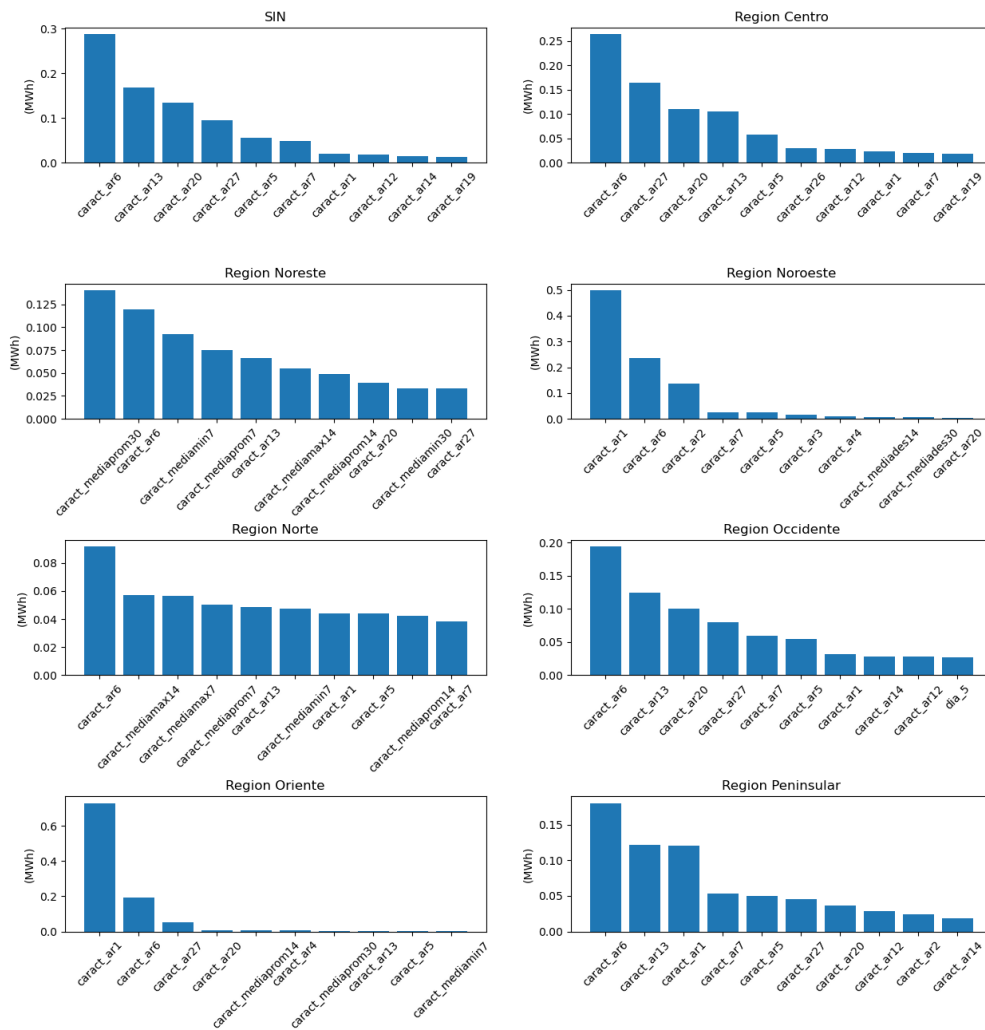 SIN
(MWh)
0.3
0.2
0.1
0.0
caract_ar6
caract_ar13
caract_ar20
caract_ar27
caract_ar5
caract_ar7
caract_ar1
caract_ar12
caract_ar14
caract_ar19
Region Centro
(MWh)
0.25
0.20
0.15
0.10
0.05
0.00
caract_ar6
caract_ar27
caract_ar20
caract_ar13
caract_ar5
caract_ar26
caract_ar12
caract_ar1
caract_ar7
caract_ar19
Region Noreste
(MWh)
0.125
0.100
0.075
0.050
0.025
0.000
caract_mediaprom30
caract_ar6
caract_mediamin7
caract_mediaprom7
caract_ar13
caract_mediamax14
caract_mediaprom14
caract_ar20
caract_mediamin30
caract_ar27
Region Noroeste
(MWh)
0.5
0.4
0.3
0.2
0.1
0.0
caract_ar1
caract_ar6
caract_ar2
caract_ar7
caract_ar5
caract_ar3
caract_ar4
caract_mediades14
caract_mediades30
caract_ar20
Region Norte
(MWh)
0.08
0.06
0.04
0.02
0.00
caract_ar6
caract_mediamax14
caract_mediamax7
caract_mediaprom7
caract_ar13
caract_mediamin7
caract_ar1
caract_ar5
caract_mediaprom14
caract_ar7
Region Occidente
(MWh)
0.20
0.15
0.10
0.05
0.00
caract_ar6
caract_ar13
caract_ar20
caract_ar27
caract_ar7
caract_ar5
caract_ar1
caract_ar14
caract_ar12
dia_5
Region Oriente
(MWh)
0.6
0.4
0.2
0.0
caract_ar1
caract_ar6
caract_ar27
caract_ar20
caract_mediaprom14
caract_ar4
caract_mediaprom30
caract_ar13
caract_ar5
caract_mediamin7
Region Peninsular
(MWh)
0.15
0.10
0.05
0.00
caract_ar6
caract_ar13
caract_ar1
caract_ar7
caract_ar5
caract_ar27
caract_ar20
caract_ar12
caract_ar2
caract_ar14